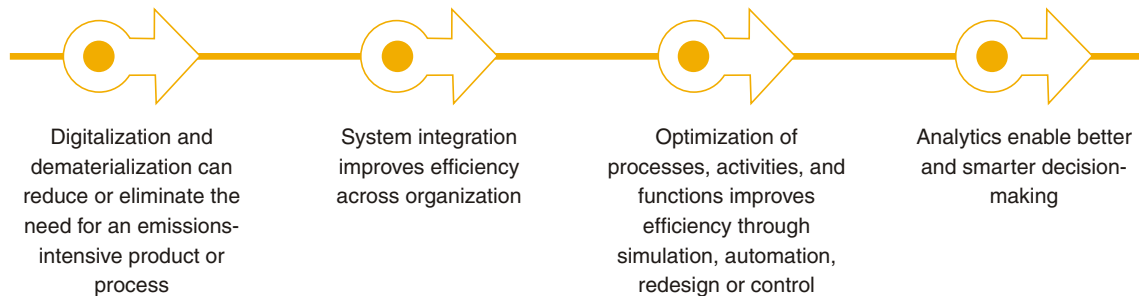 Digitalization and
dematerialization can
reduce or eliminate the
need for an emissions-
intensive product or
process
System integration
improves efficiency
across organization
Optimization of
processes, activities, and
functions improves
efficiency through
simulation, automation,
redesign or control
Analytics enable better
and smarter decision-
making